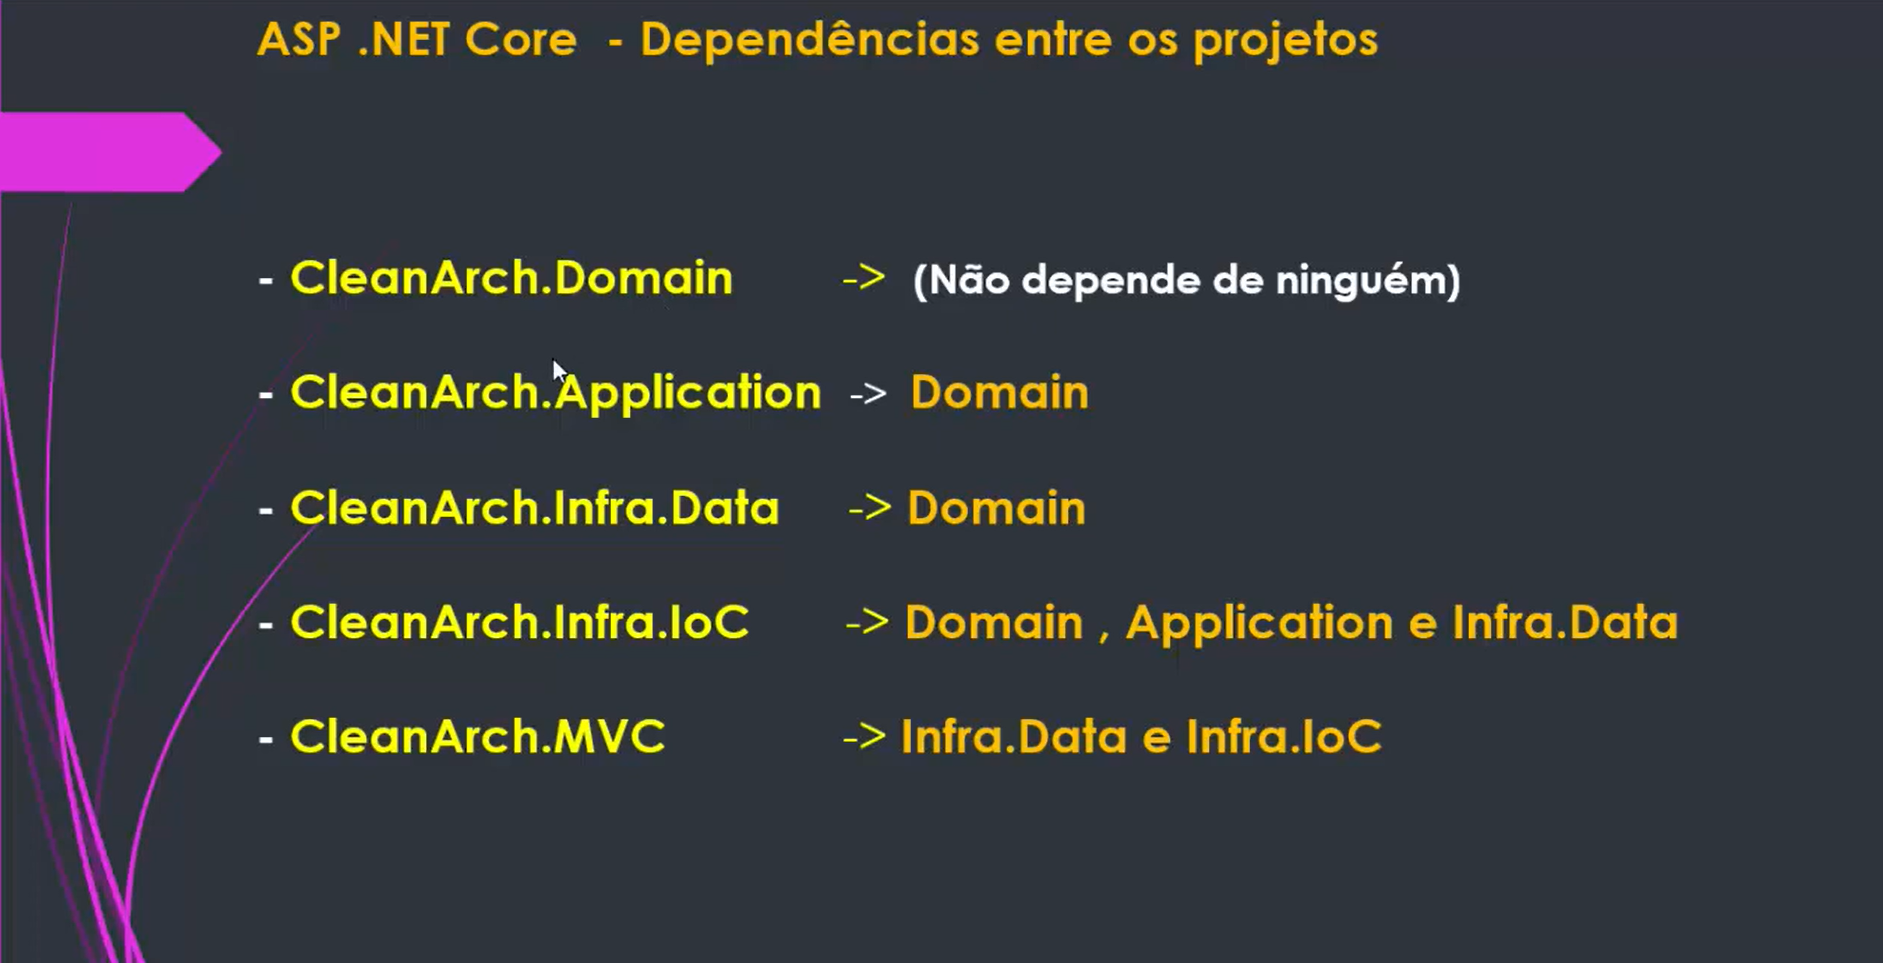 ASP .NET Core - Dependências entre os projetos
- CleanArch.Domain -> (Não depende de ninguém)
- CleanArch.Application -> Domain
- CleanArch.Infra.Data -> Domain
- CleanArch.Infra.IoC -> Domain , Application e Infra.Data
- CleanArch.MVC -> Infra.Data e Infra.IoC